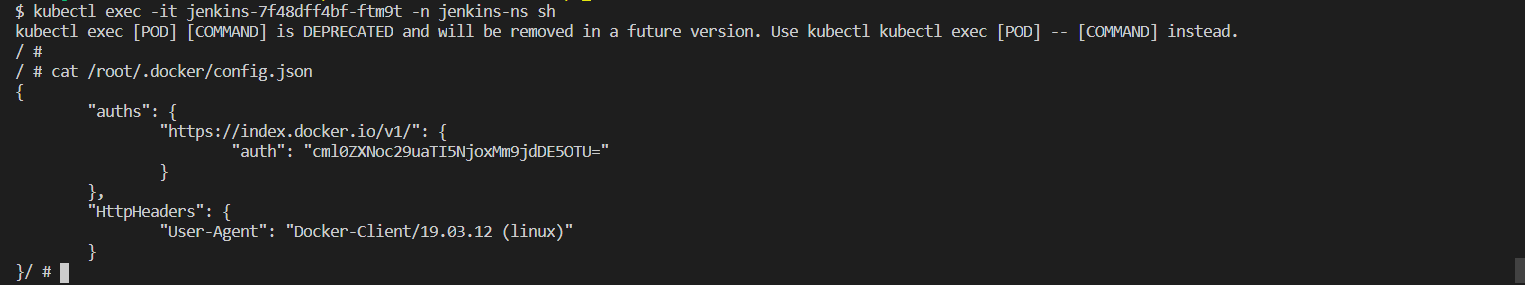 $ kubectl exec -it jenkins-7f48dff4bf-ftm9t -n jenkins-ns sh
kubectl exec [POD] [COMMAND] is DEPRECATED and will be removed in a future version. Use kubectl kubectl exec [POD] -- [COMMAND] instead.
/ #
/ # cat /root/.docker/config.json
{
        "auths": {
                "https://index.docker.io/v1/": {
                        "auth": "cml0ZXNoc29uaTI5NjoxMm9jdDE5OTU="
                }
        },
        "HttpHeaders": {
                "User-Agent": "Docker-Client/19.03.12 (linux)"
        }
}/ #